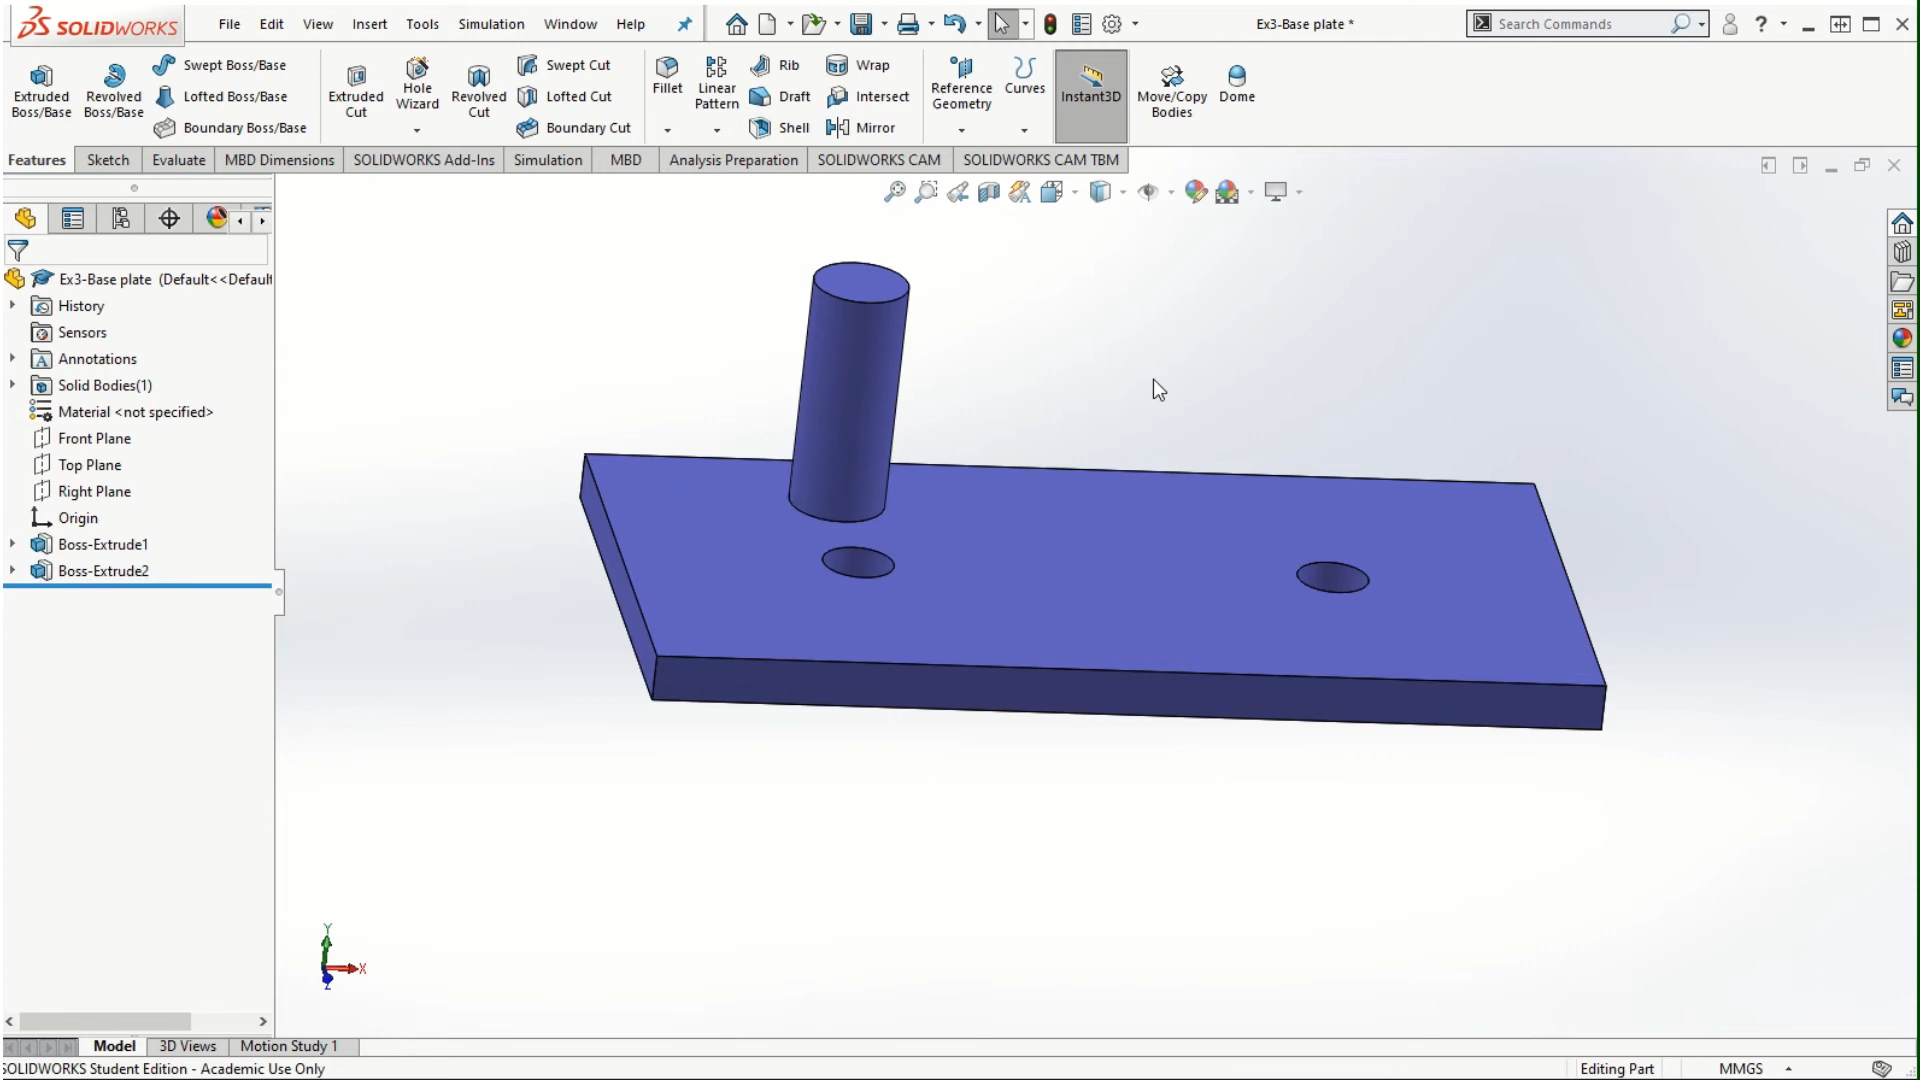 SOLIDWORKS
File Edit View Insert Tools Simulation Window Help
Ex3-Base plate *
Search Commands
?
Extruded Boss/Base
Revolved Boss/Base
Swept Boss/Base
Lofted Boss/Base
Boundary Boss/Base
Extruded Cut
Hole Wizard
Revolved Cut
Swept Cut
Lofted Cut
Boundary Cut
Fillet
Linear Pattern
Rib
Draft
Shell
Wrap
Intersect
Mirror
Reference Geometry
Curves
Instant3D
Move/Copy Bodies
Dome
Features Sketch Evaluate MBD Dimensions SOLIDWORKS Add-Ins Simulation MBD Analysis Preparation SOLIDWORKS CAM SOLIDWORKS CAM TBM
Ex3-Base plate (Default<<Default
History
Sensors
Annotations
Solid Bodies(1)
Material <not specified>
Front Plane
Top Plane
Right Plane
Origin
Boss-Extrude1
Boss-Extrude2
Y
X
Z
Model 3D Views Motion Study 1
SOLIDWORKS Student Edition - Academic Use Only
Editing Part
MMGS